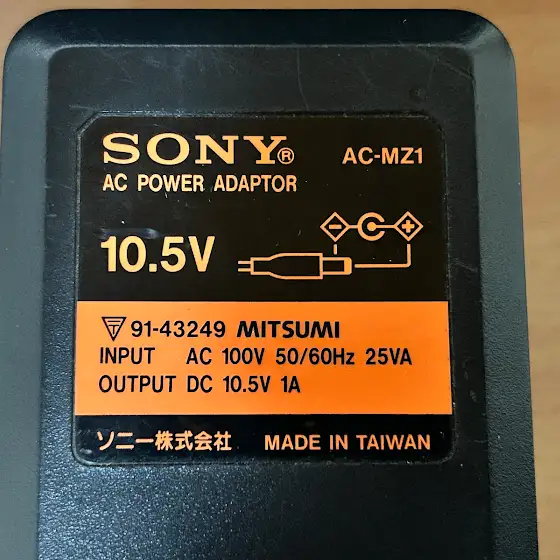 SONY® AC-MZ1
AC POWER ADAPTOR
10.5V
91-43249 MITSUMI
INPUT AC 100V 50/60Hz 25VA
OUTPUT DC 10.5V 1A
ソニー株式会社 MADE IN TAIWAN